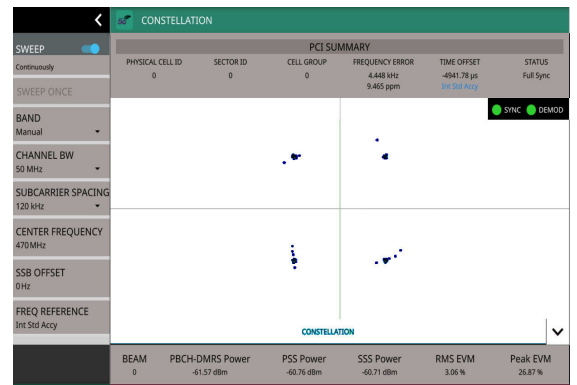 CONSTELLATION
SWEEP
Continuously
SWEEP ONCE
BAND
Manual
CHANNEL BW
50 MHz
SUBCARRIER SPACING
120 kHz
CENTER FREQUENCY
470 MHz
SSB OFFSET
0 Hz
FREQ REFERENCE
Int Std Accy
PCI SUMMARY
PHYSICAL CELL ID SECTOR ID CELL GROUP FREQUENCY ERROR TIME OFFSET STATUS
0 0 0 4.448 kHz -4941.78 µs Full Sync
9.465 ppm Int Std Accy
SYNC DEMOD
CONSTELLATION
BEAM PBCH-DMRS Power PSS Power SSS Power RMS EVM Peak EVM
0 -61.57 dBm -60.76 dBm -60.71 dBm 3.06 % 26.87 %